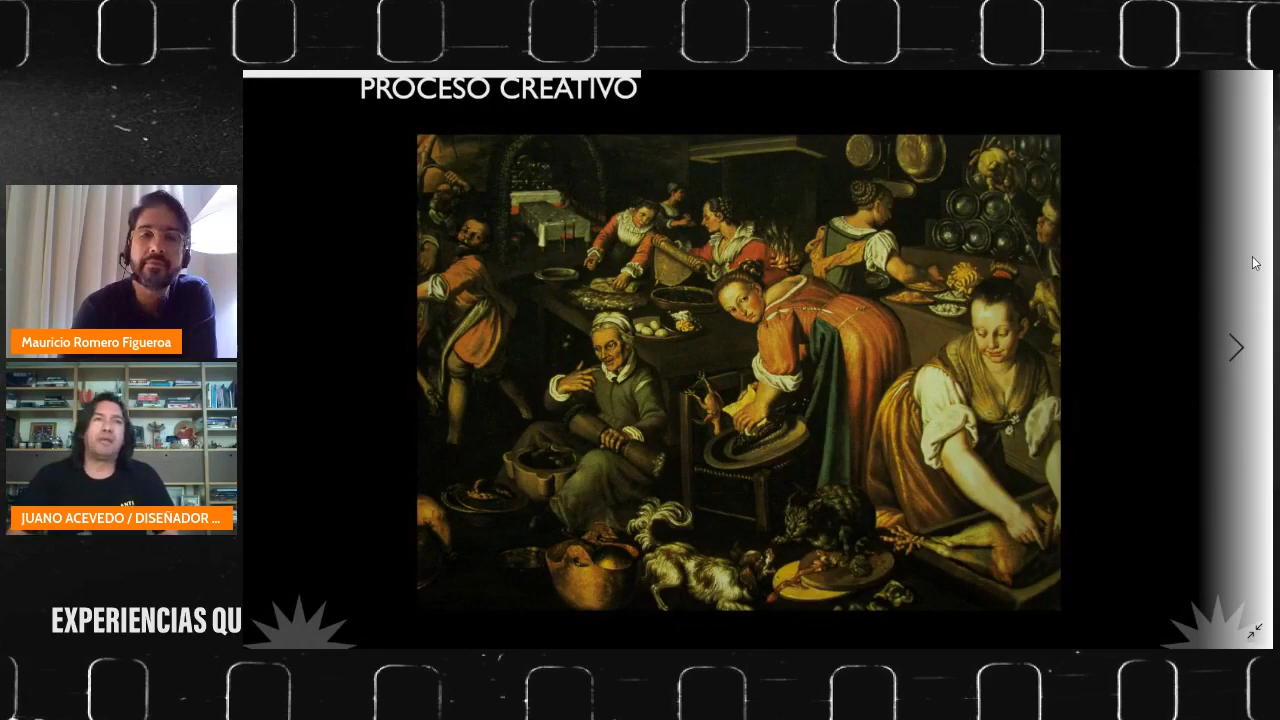 PROCESO CREATIVO
Mauricio Romero Figueroa
JUANO ACEVEDO / DISEÑADOR ...
EXPERIENCIAS QU